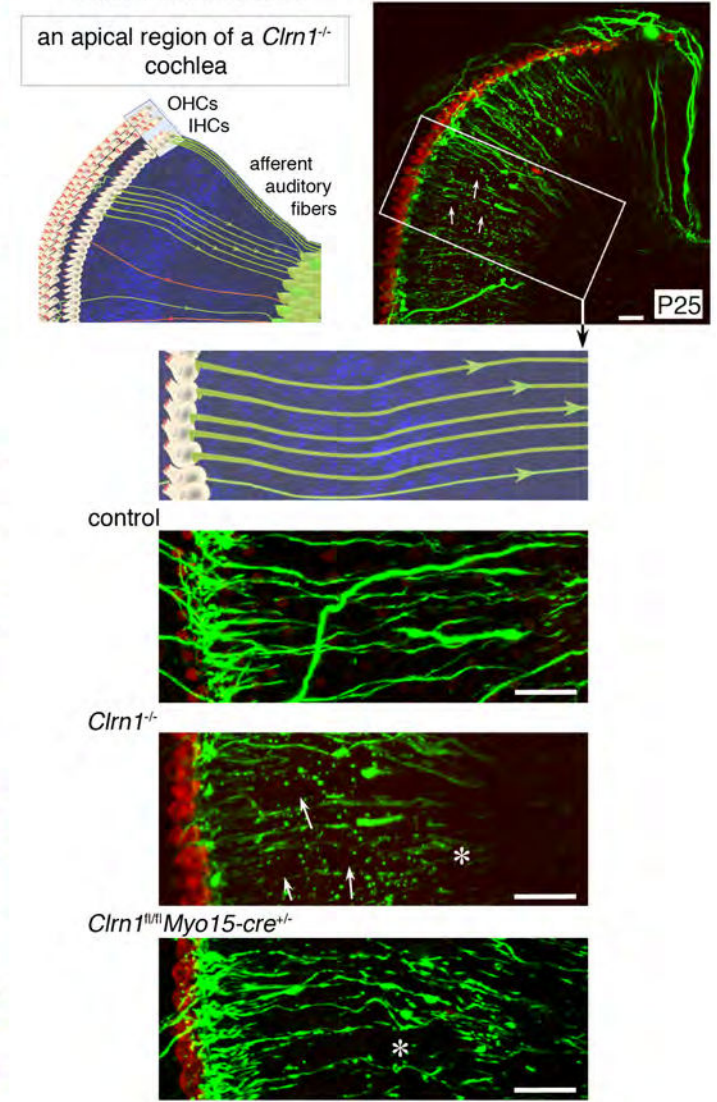 an apical region of a Clrn1-/-
cochlea
OHCs
IHCs
afferent
auditory
fibers
P25
control
Clrn1-/-
*
Clrn1fl/flMyo15-cre+/-
*